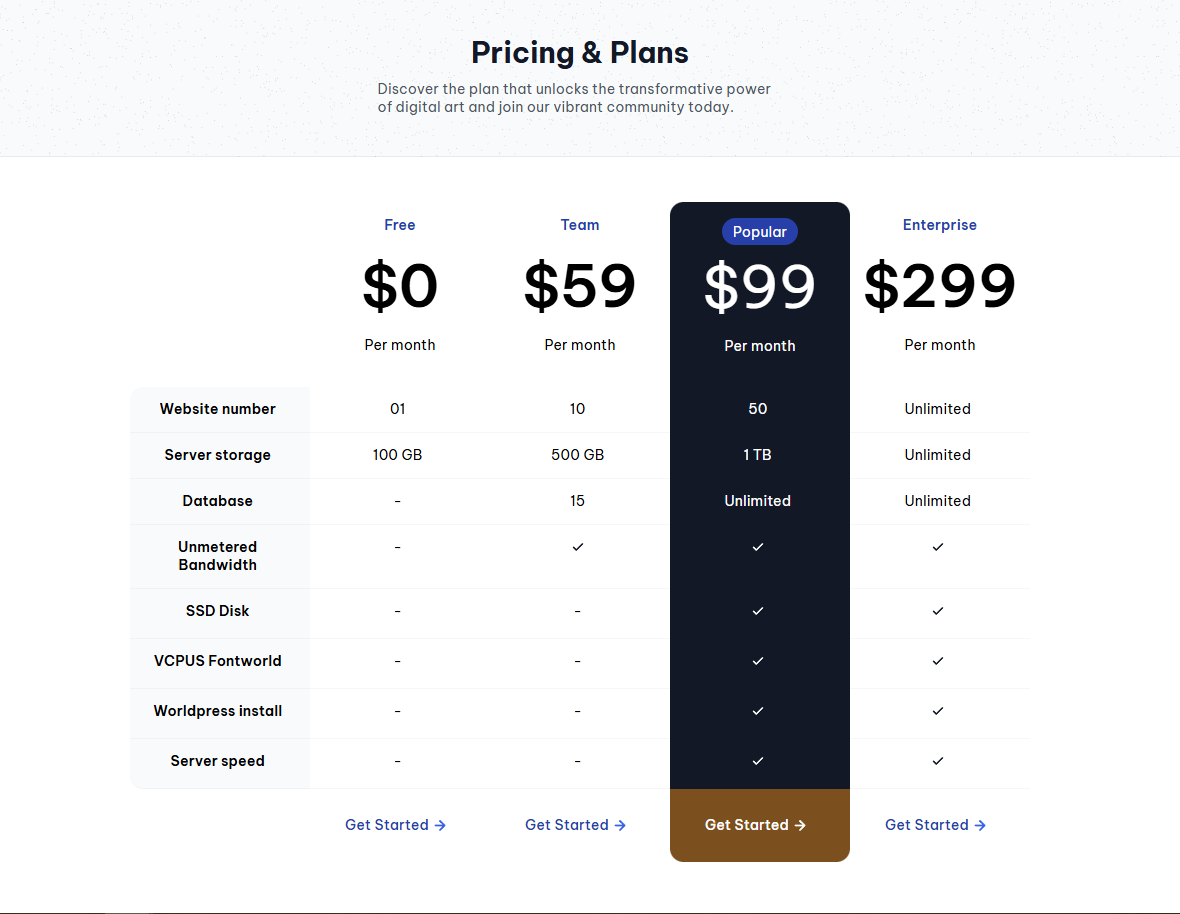 Pricing & Plans
Discover the plan that unlocks the transformative power
of digital art and join our vibrant community today.
Free Team Popular Enterprise
$0 $59 $99 $299
Per month Per month Per month Per month
Website number 01 10 50 Unlimited
Server storage 100 GB 500 GB 1 TB Unlimited
Database - 15 Unlimited Unlimited
Unmetered - ✓ ✓ ✓
Bandwidth
SSD Disk - - ✓ ✓
VCPUS Fontworld - - ✓ ✓
Worldpress install - - ✓ ✓
Server speed - - ✓ ✓
Get Started → Get Started → Get Started → Get Started →